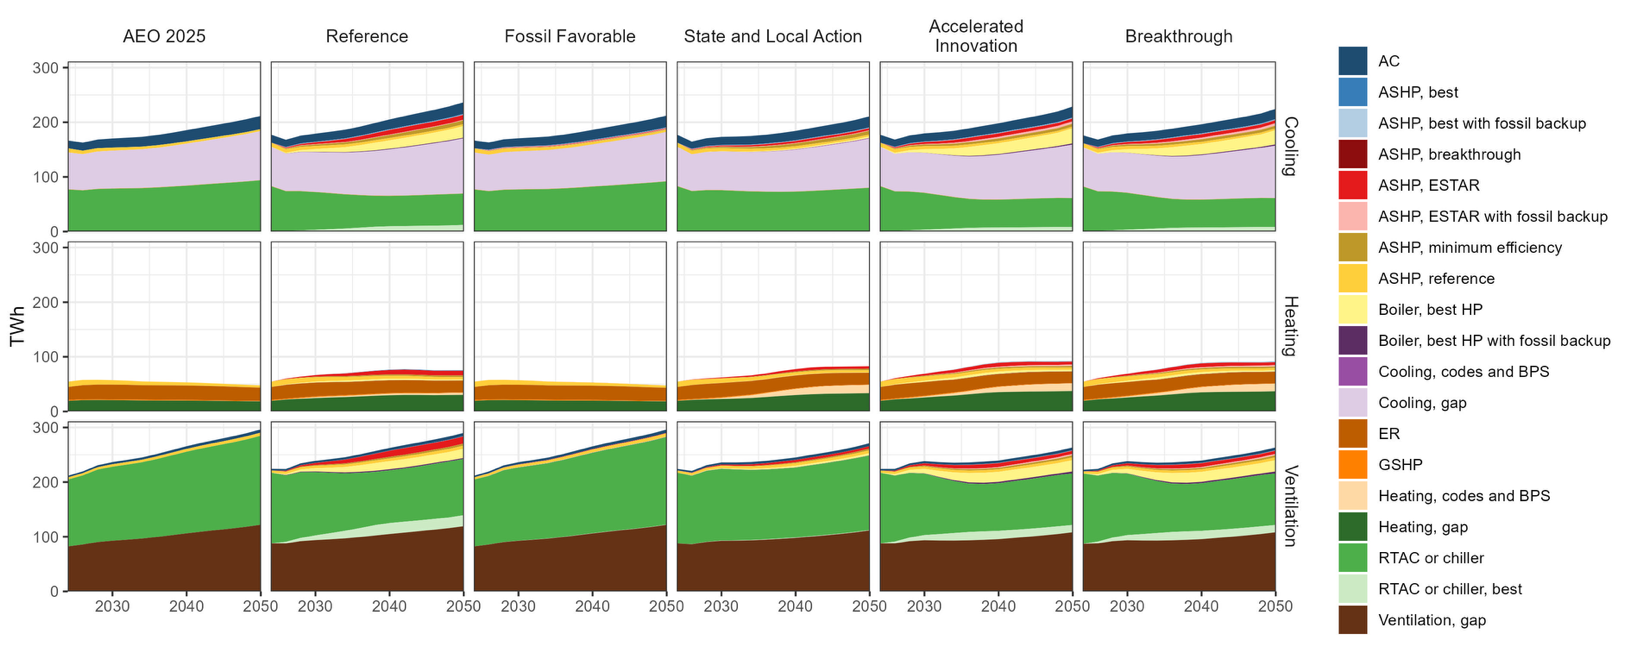 AEO 2025
Reference
Fossil Favorable
State and Local Action
Accelerated
Innovation
Breakthrough
TWh
300
200
100
0
Cooling
300
200
100
0
Heating
300
200
100
0
Ventilation
2030 2040 2050
2030 2040 2050
2030 2040 2050
2030 2040 2050
2030 2040 2050
2030 2040 2050
AC
ASHP, best
ASHP, best with fossil backup
ASHP, breakthrough
ASHP, ESTAR
ASHP, ESTAR with fossil backup
ASHP, minimum efficiency
ASHP, reference
Boiler, best HP
Boiler, best HP with fossil backup
Cooling, codes and BPS
Cooling, gap
ER
GSHP
Heating, codes and BPS
Heating, gap
RTAC or chiller
RTAC or chiller, best
Ventilation, gap